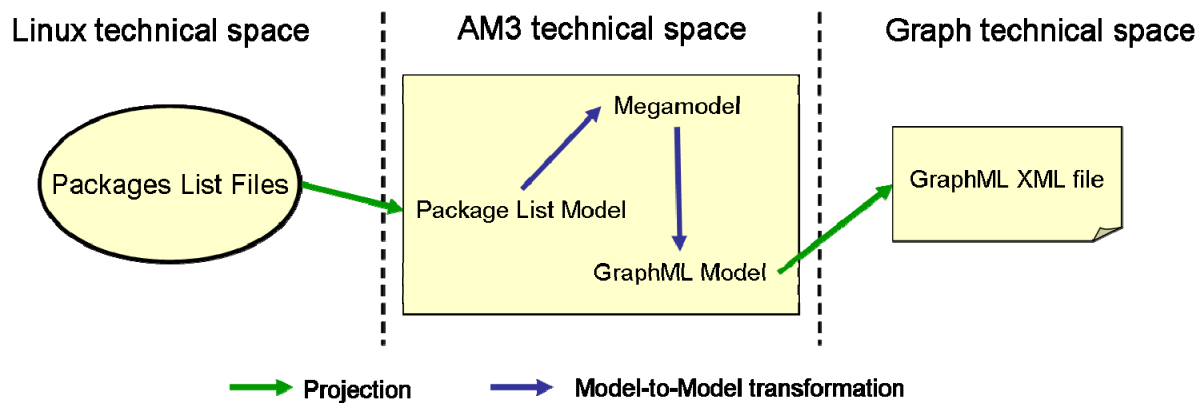 Linux technical space
AM3 technical space
Graph technical space
Megamodel
Packages List Files
GraphML XML file
Package List Model
GraphML Model
Projection
Model-to-Model transformation